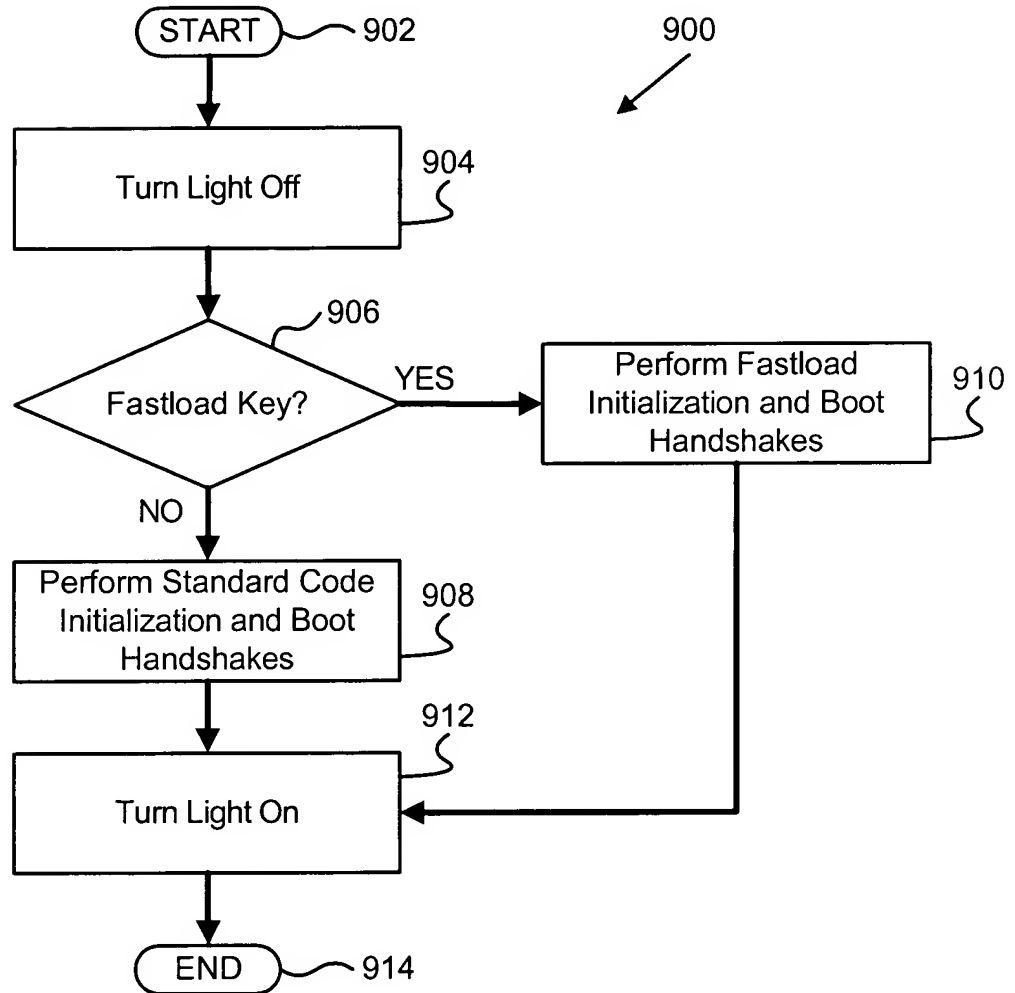 START
902
900
Turn Light Off
904
906
Fastload Key?
YES
Perform Fastload
Initialization and Boot
Handshakes
910
NO
Perform Standard Code
Initialization and Boot
Handshakes
908
912
Turn Light On
END
914